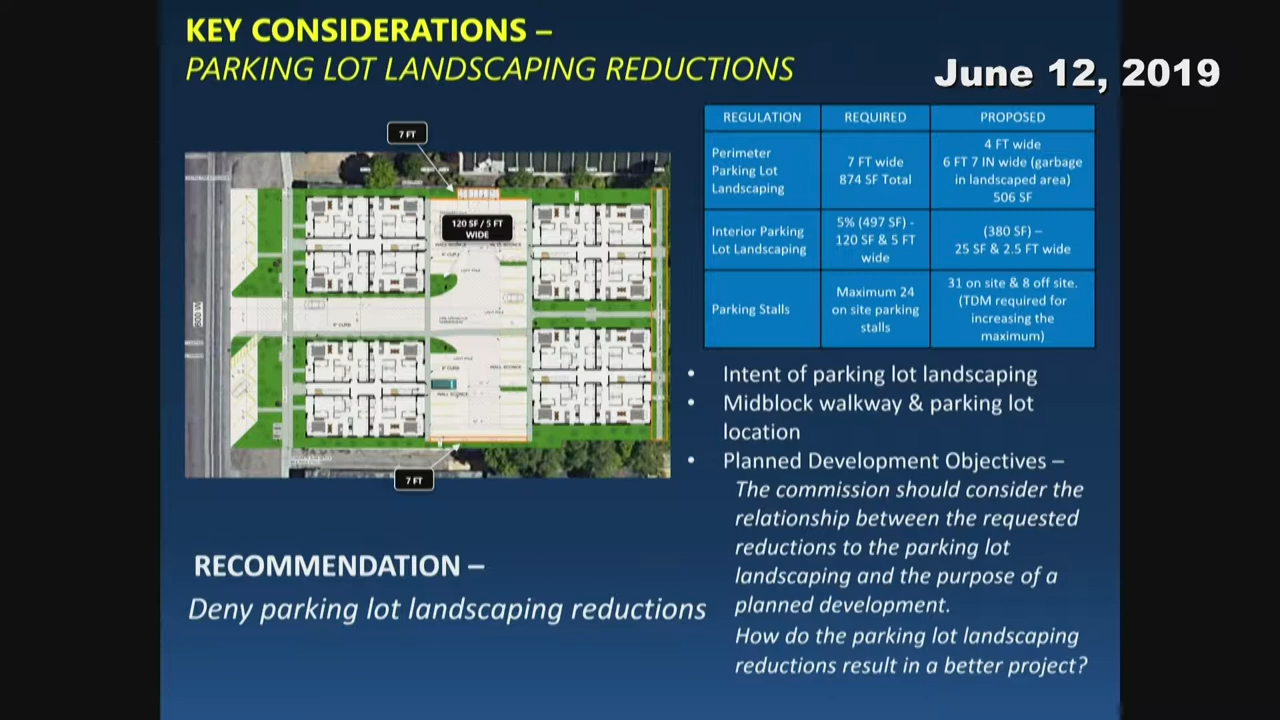 KEY CONSIDERATIONS –
PARKING LOT LANDSCAPING REDUCTIONS
June 12, 2019
7 FT
120 SF / 5 FT
WIDE
7 FT
REGULATION REQUIRED PROPOSED
Perimeter
Parking Lot
Landscaping
7 FT wide
874 SF Total
4 FT wide
6 FT 7 IN wide (garbage
in landscaped area)
506 SF
Interior Parking
Lot Landscaping
5% (497 SF) -
120 SF & 5 FT
wide
(380 SF) –
25 SF & 2.5 FT wide
Parking Stalls
Maximum 24
on site parking
stalls
31 on site & 8 off site.
(TDM required for
increasing the
maximum)
• Intent of parking lot landscaping
• Midblock walkway & parking lot
location
• Planned Development Objectives –
The commission should consider the
relationship between the requested
reductions to the parking lot
landscaping and the purpose of a
planned development.
How do the parking lot landscaping
reductions result in a better project?
RECOMMENDATION –
Deny parking lot landscaping reductions